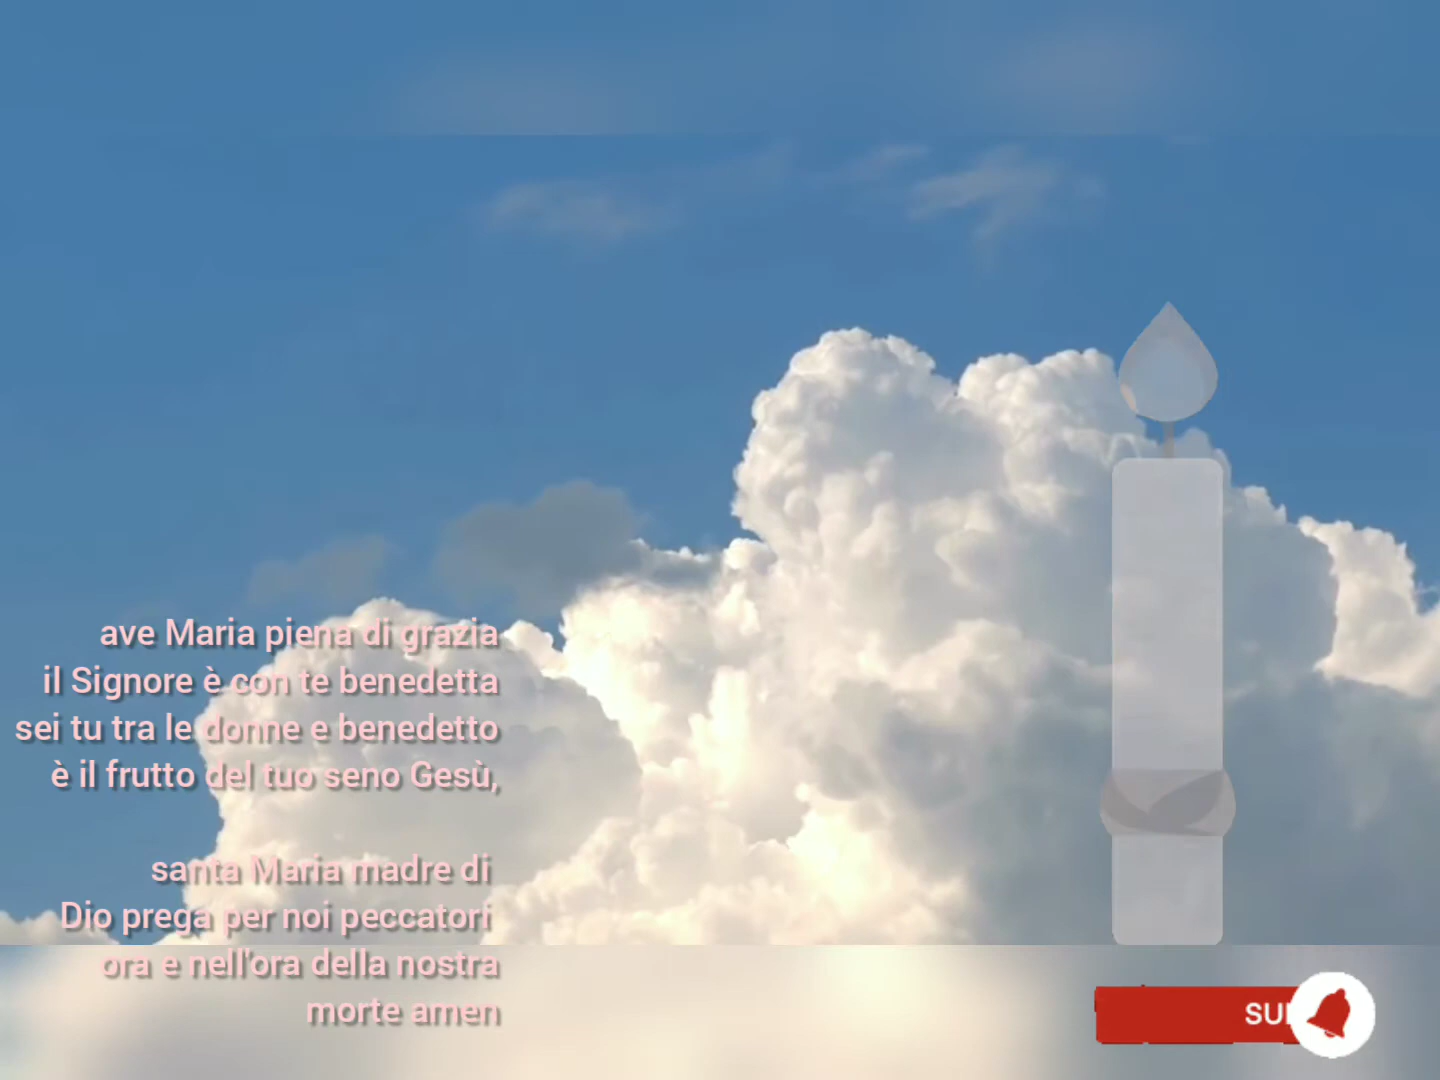 ave Maria piena di grazia
il Signore è con te benedetta
sei tu tra le donne e benedetto
è il frutto del tuo seno Gesù,
santa Maria madre di
Dio prega per noi peccatori
ora e nell'ora della nostra
morte amen